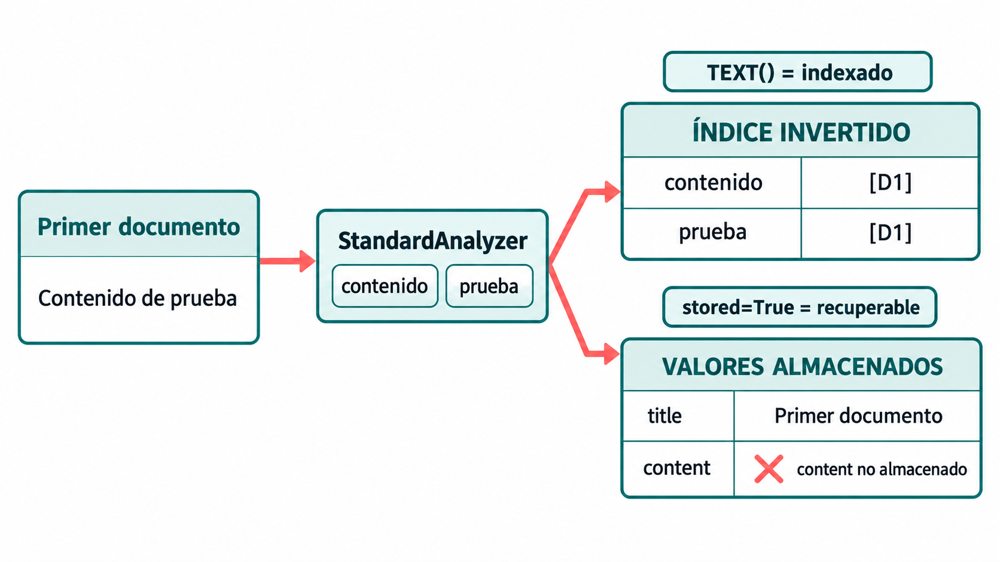 Primer documento
Contenido de prueba
StandardAnalyzer
contenido prueba
TEXT() = indexado
ÍNDICE INVERTIDO
contenido [D1]
prueba [D1]
stored=True = recuperable
VALORES ALMACENADOS
title Primer documento
content content no almacenado